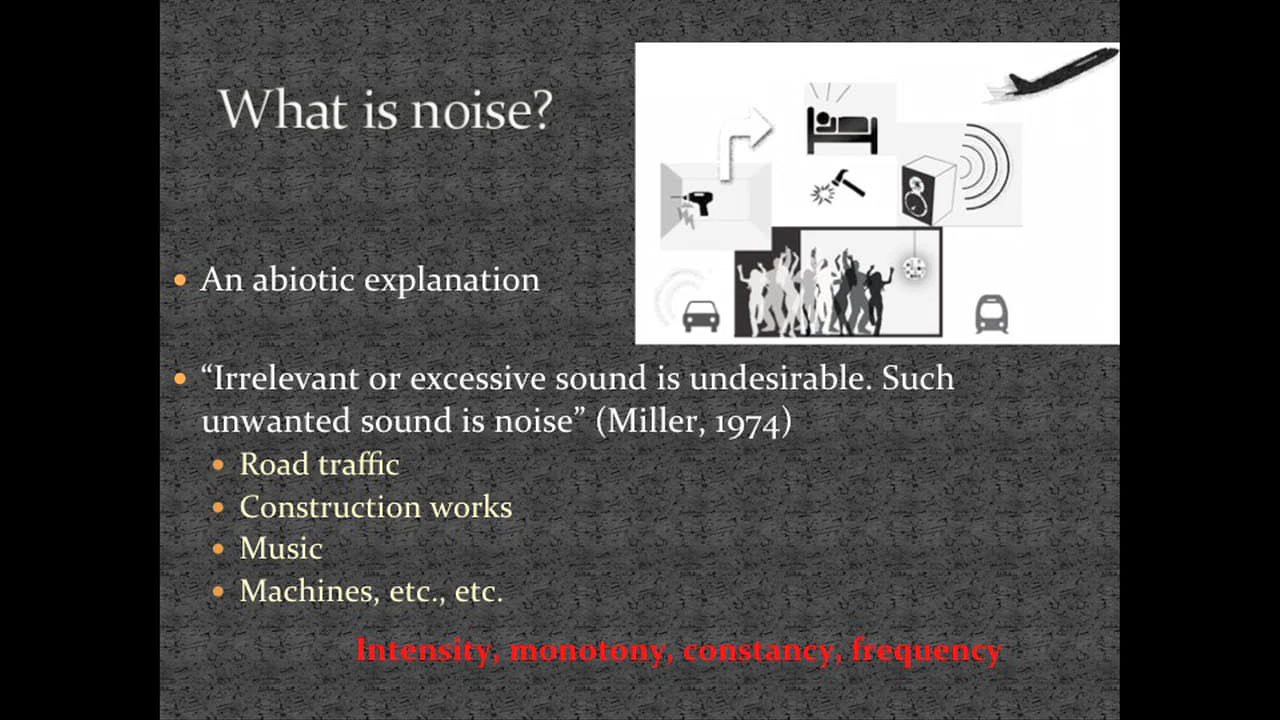 What is noise?
• An abiotic explanation
• “Irrelevant or excessive sound is undesirable. Such
unwanted sound is noise” (Miller, 1974)
• Road traffic
• Construction works
• Music
• Machines, etc., etc.
Intensity, monotony, constancy, frequency